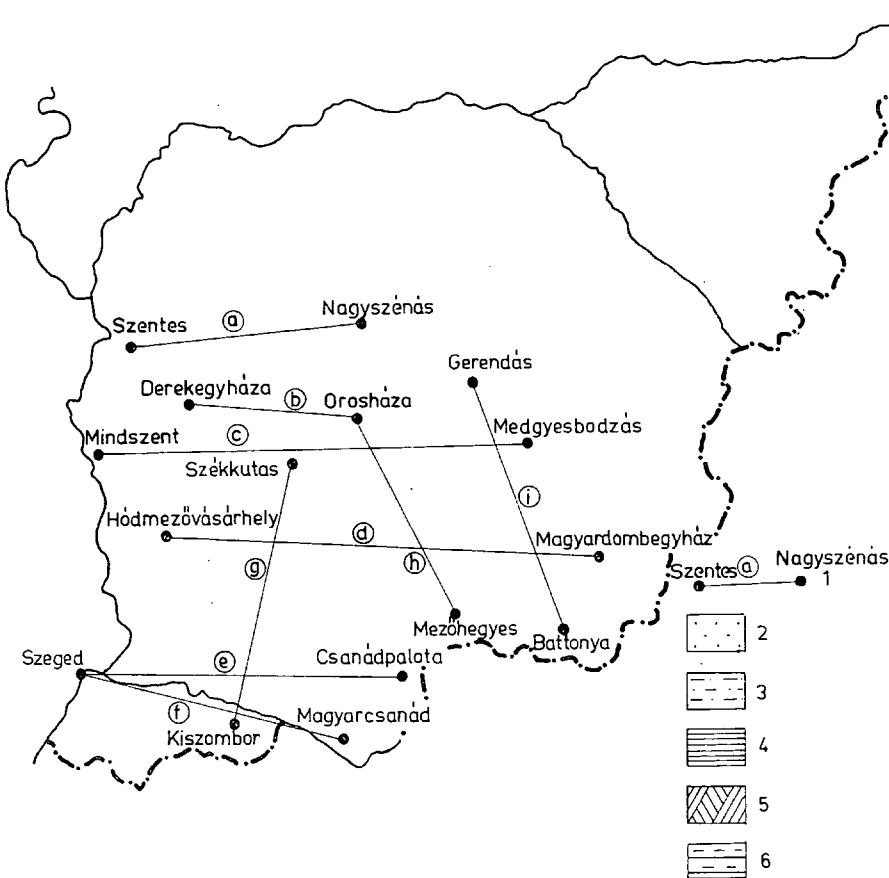 Nagyszénás
ⓐ
Szentes
Gerendás
Derekegyháza
ⓑ
Orosháza
Mindszent
ⓒ
Medgyesbodzás
Székkutas
ⓘ
Hódmezővásárhely
ⓓ
Magyardombegyház
ⓖ
ⓗ
Szentes
ⓐ
Nagyszénás
1
Mezőhegyes
Battonya
2
Szeged
ⓔ
Csanádpalota
3
ⓕ
Magyarcsanád
Kiszombor
4
5
6